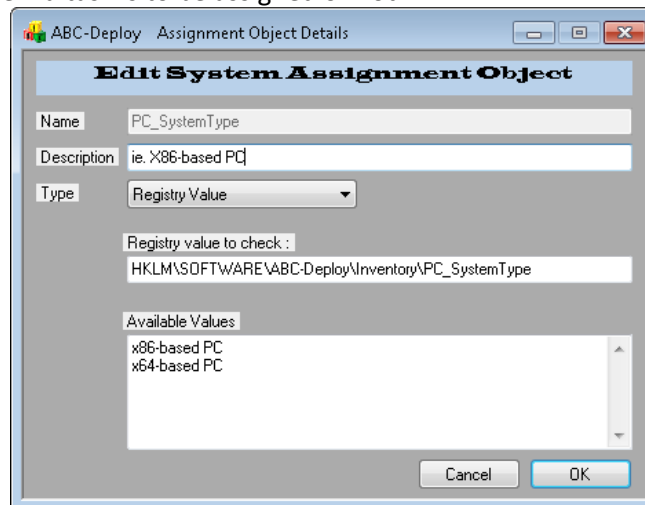 ABC-Deploy Assignment Object Details
Edit System Assignment Object
Name PC_SystemType
Description ie. X86-based PC
Type Registry Value
Registry value to check :
HKLM\SOFTWARE\ABC-Deploy\Inventory\PC_SystemType
Available Values
x86-based PC
x64-based PC
Cancel OK